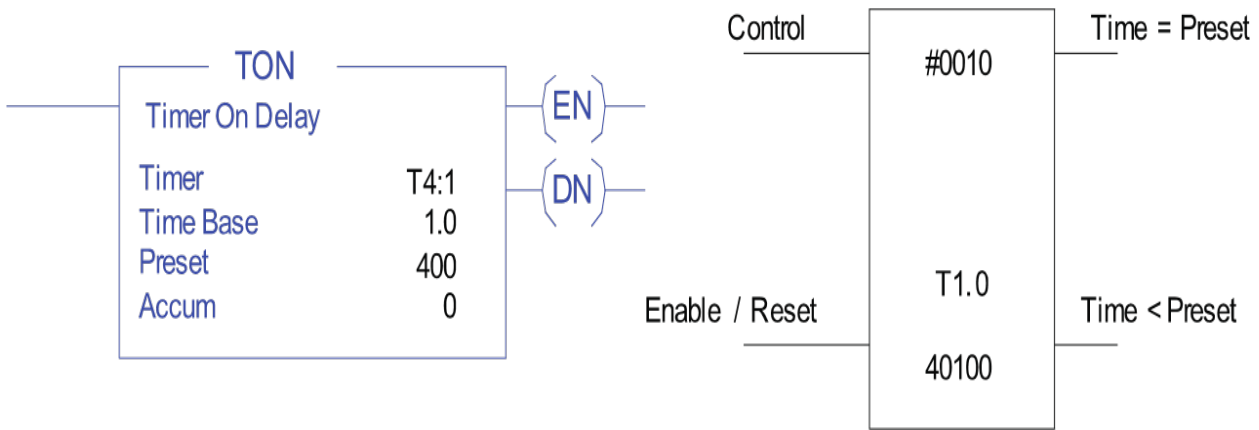 TON
Timer On Delay
Timer T4:1
Time Base 1.0
Preset 400
Accum 0
EN
DN
Control
#0010
Time = Preset
T1.0
Enable / Reset
Time < Preset
40100